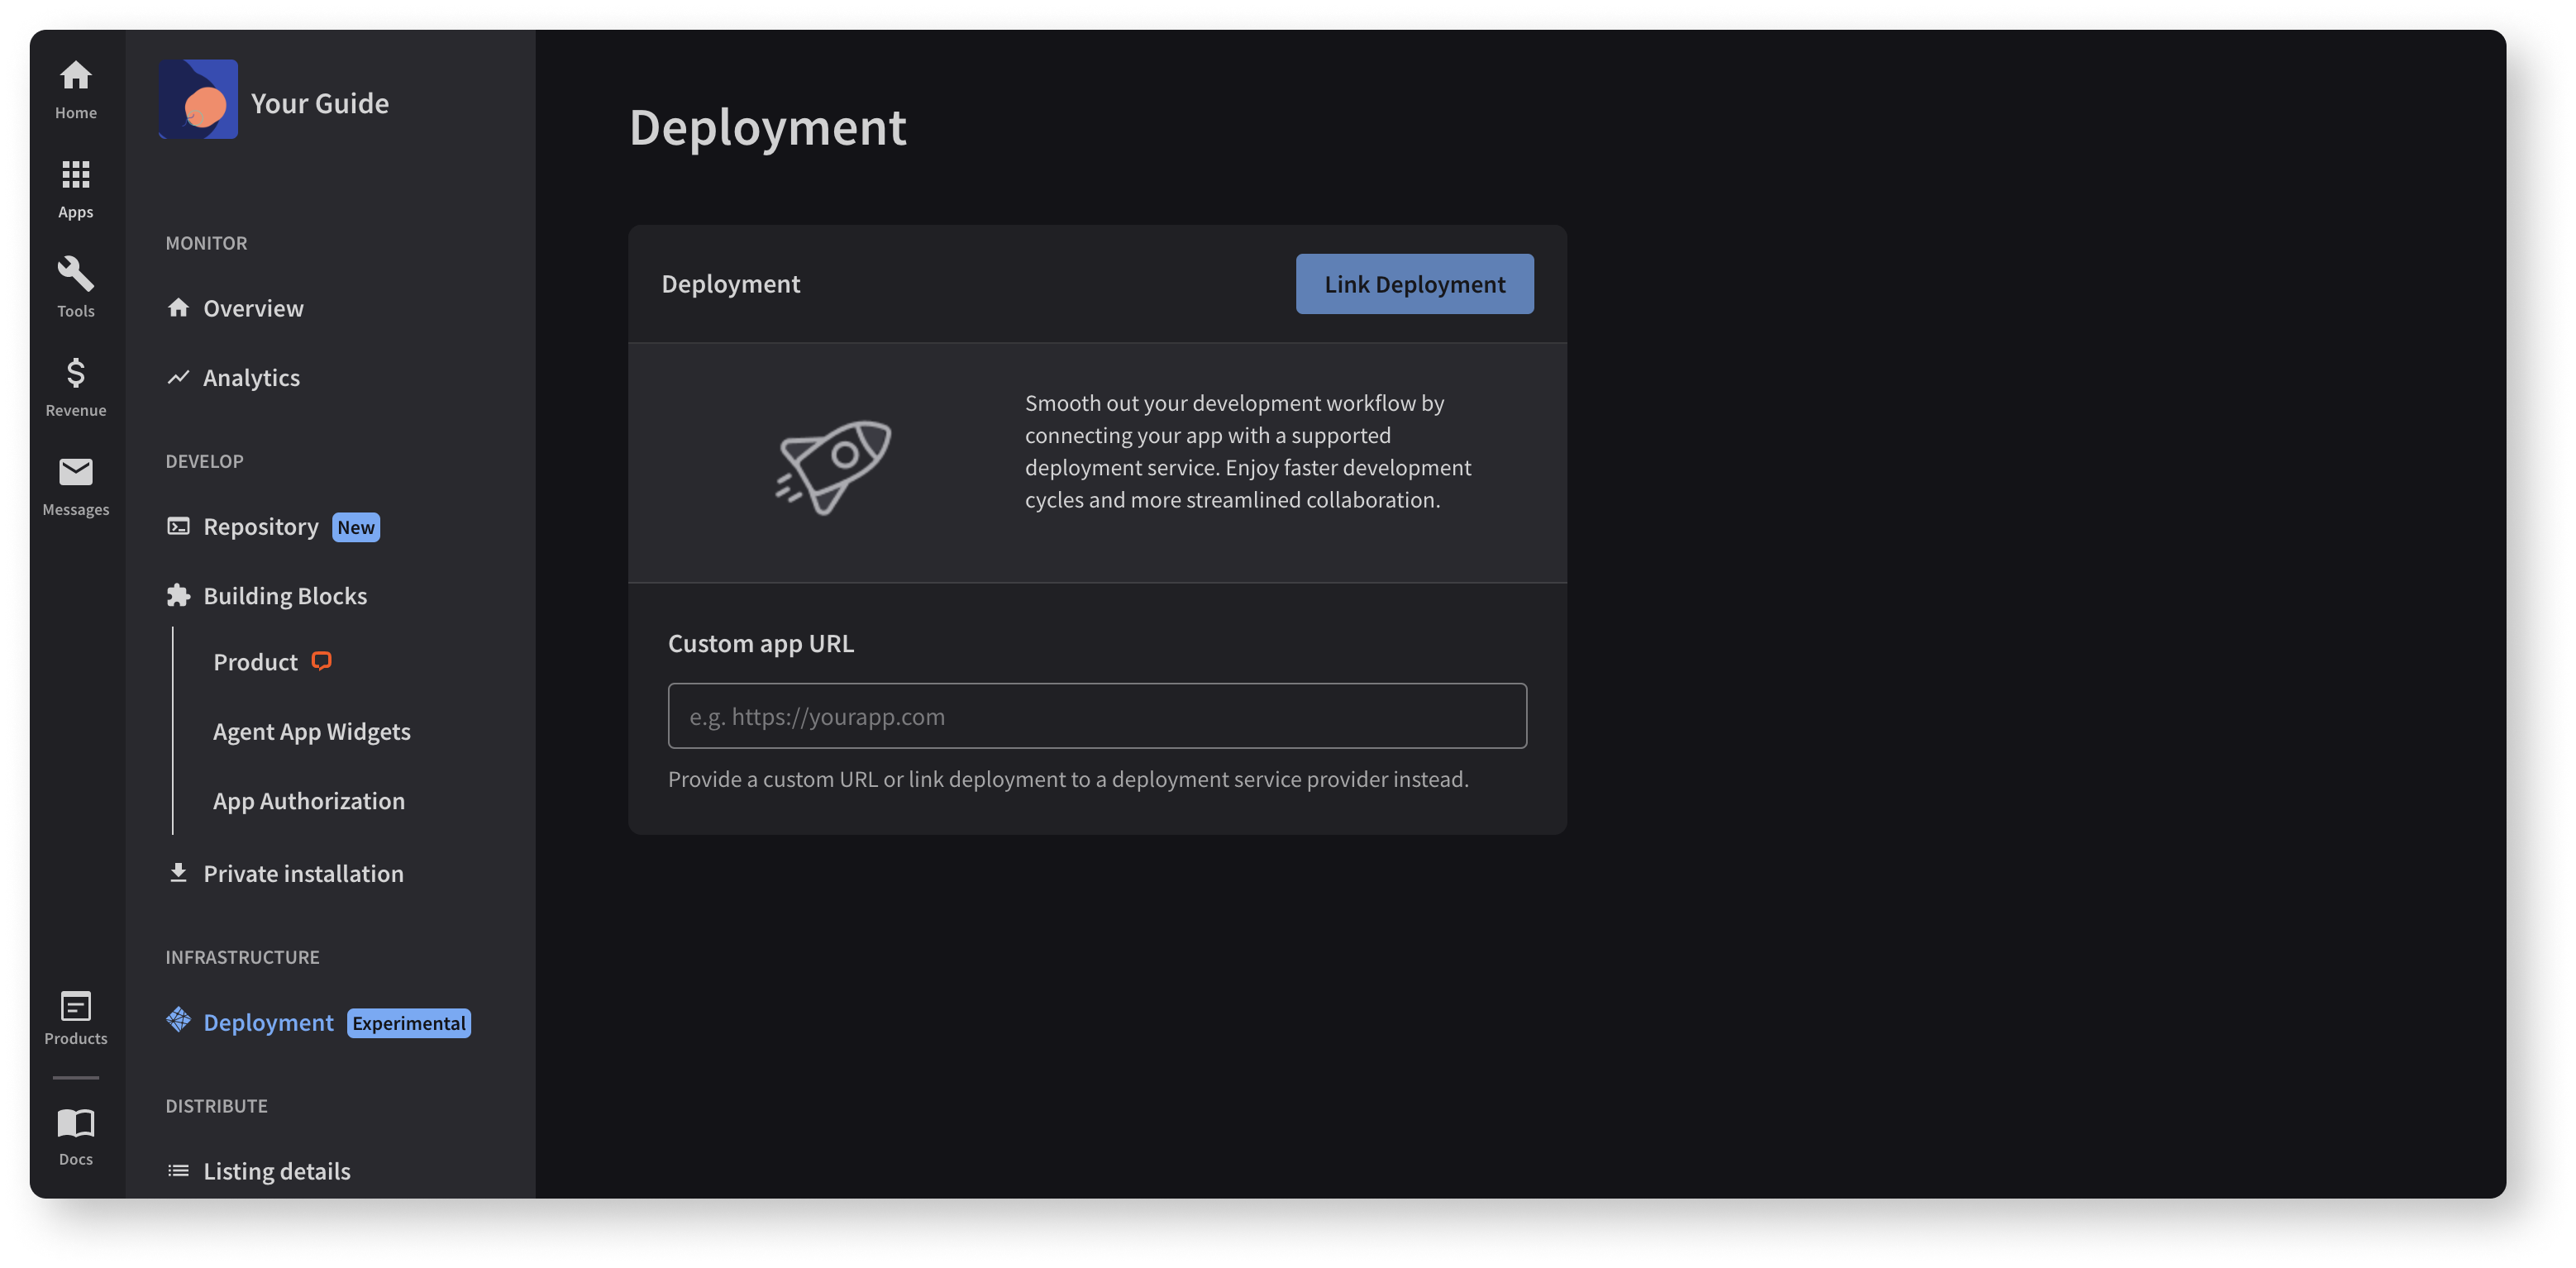 Home
Apps
Tools
Revenue
Messages
Products
Docs
Your Guide
MONITOR
Overview
Analytics
DEVELOP
Repository New
Building Blocks
Product
Agent App Widgets
App Authorization
Private installation
INFRASTRUCTURE
Deployment Experimental
DISTRIBUTE
Listing details
Deployment
Deployment
Link Deployment
Smooth out your development workflow by
connecting your app with a supported
deployment service. Enjoy faster development
cycles and more streamlined collaboration.
Custom app URL
e.g. https://yourapp.com
Provide a custom URL or link deployment to a deployment service provider instead.